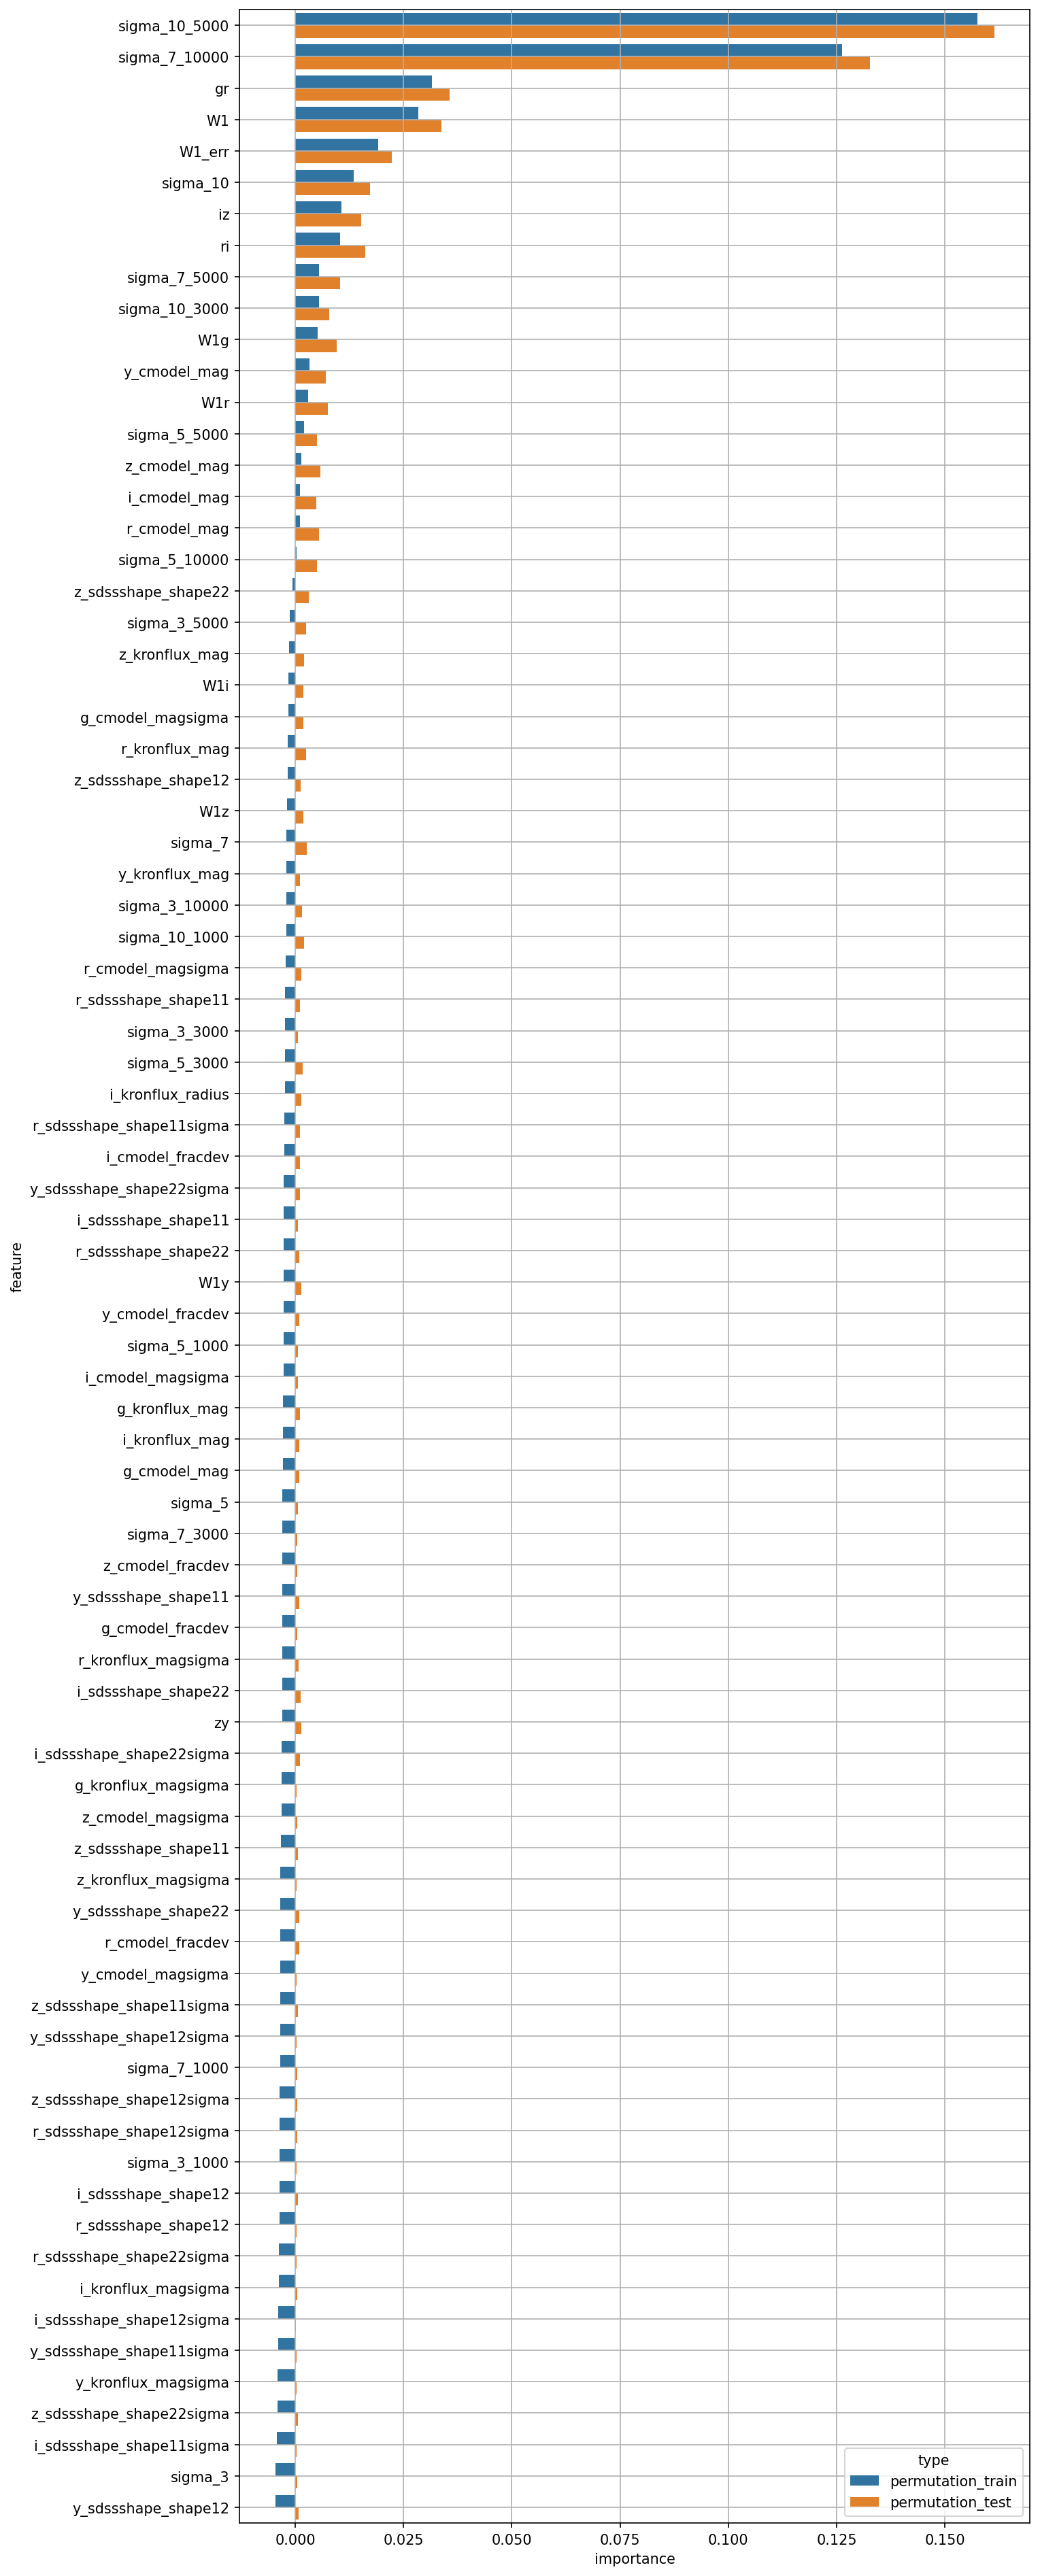 sigma_10_5000
sigma_7_10000
gr
W1
W1_err
sigma_10
iz
ri
sigma_7_5000
sigma_10_3000
W1g
y_cmodel_mag
W1r
sigma_5_5000
z_cmodel_mag
i_cmodel_mag
r_cmodel_mag
sigma_5_10000
z_sdssshape_shape22
sigma_3_5000
z_kronflux_mag
W1i
g_cmodel_magsigma
r_kronflux_mag
z_sdssshape_shape12
W1z
sigma_7
y_kronflux_mag
sigma_3_10000
sigma_10_1000
r_cmodel_magsigma
r_sdssshape_shape11
sigma_3_3000
sigma_5_3000
i_kronflux_radius
r_sdssshape_shape11sigma
i_cmodel_fracdev
y_sdssshape_shape22sigma
i_sdssshape_shape11
r_sdssshape_shape22
W1y
y_cmodel_fracdev
sigma_5_1000
i_cmodel_magsigma
g_kronflux_mag
i_kronflux_mag
g_cmodel_mag
sigma_5
sigma_7_3000
z_cmodel_fracdev
y_sdssshape_shape11
g_cmodel_fracdev
r_kronflux_magsigma
i_sdssshape_shape22
zy
i_sdssshape_shape22sigma
g_kronflux_magsigma
z_cmodel_magsigma
z_sdssshape_shape11
z_kronflux_magsigma
y_sdssshape_shape22
r_cmodel_fracdev
y_cmodel_magsigma
z_sdssshape_shape11sigma
y_sdssshape_shape12sigma
sigma_7_1000
z_sdssshape_shape12sigma
r_sdssshape_shape12sigma
sigma_3_1000
i_sdssshape_shape12
r_sdssshape_shape12
r_sdssshape_shape22sigma
i_kronflux_magsigma
i_sdssshape_shape12sigma
y_sdssshape_shape11sigma
y_kronflux_magsigma
z_sdssshape_shape22sigma
i_sdssshape_shape11sigma
sigma_3
y_sdssshape_shape12
feature
type
permutation_train
permutation_test
0.000 0.025 0.050 0.075 0.100 0.125 0.150
importance